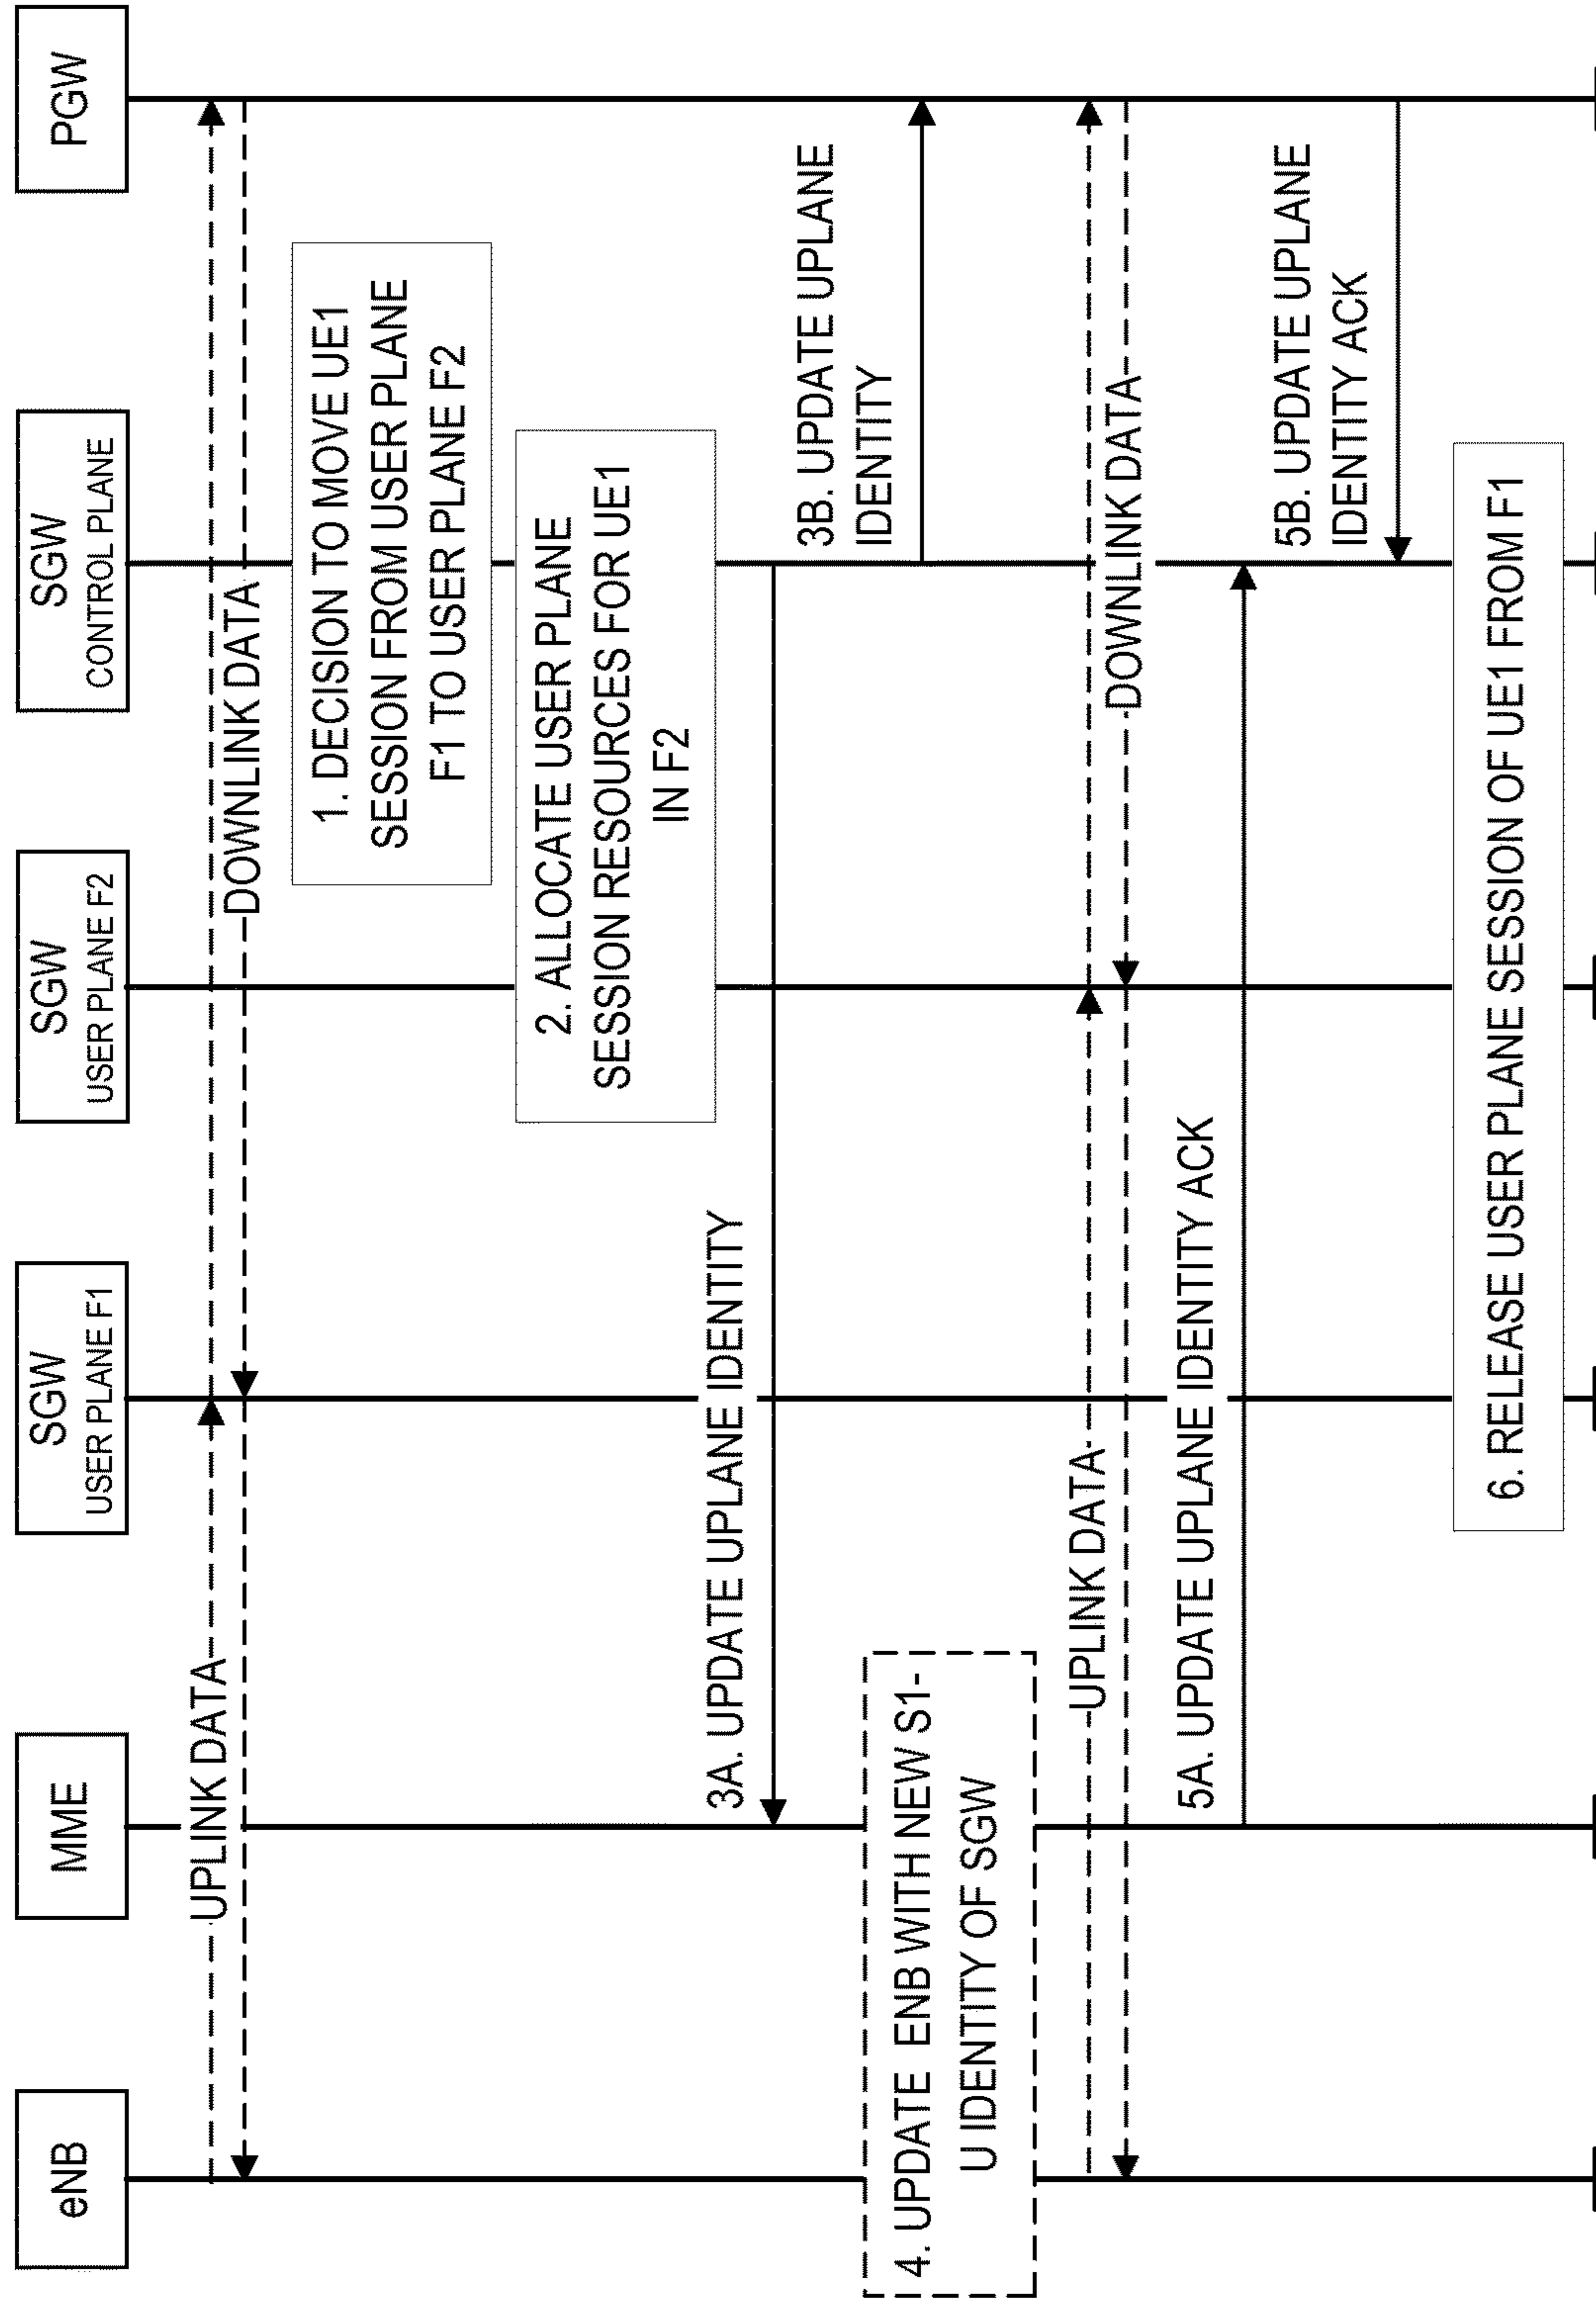 eNB
MME
SGW
USER PLANE F1
SGW
USER PLANE F2
SGW
CONTROL PLANE
PGW
UPLINK DATA
DOWNLINK DATA
1. DECISION TO MOVE UE1
SESSION FROM USER PLANE
F1 TO USER PLANE F2
2. ALLOCATE USER PLANE
SESSION RESOURCES FOR UE1
IN F2
3A. UPDATE UPLANE IDENTITY
3B. UPDATE UPLANE
IDENTITY
4. UPDATE ENB WITH NEW S1-
U IDENTITY OF SGW
UPLINK DATA
DOWNLINK DATA
5A. UPDATE UPLANE IDENTITY ACK
5B. UPDATE UPLANE
IDENTITY ACK
6. RELEASE USER PLANE SESSION OF UE1 FROM F1